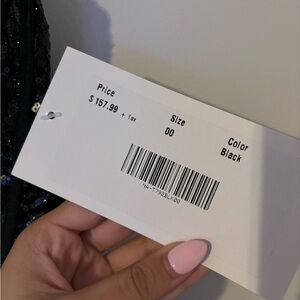 Price
$ 157.99 + tax
Size
00
Color
Black